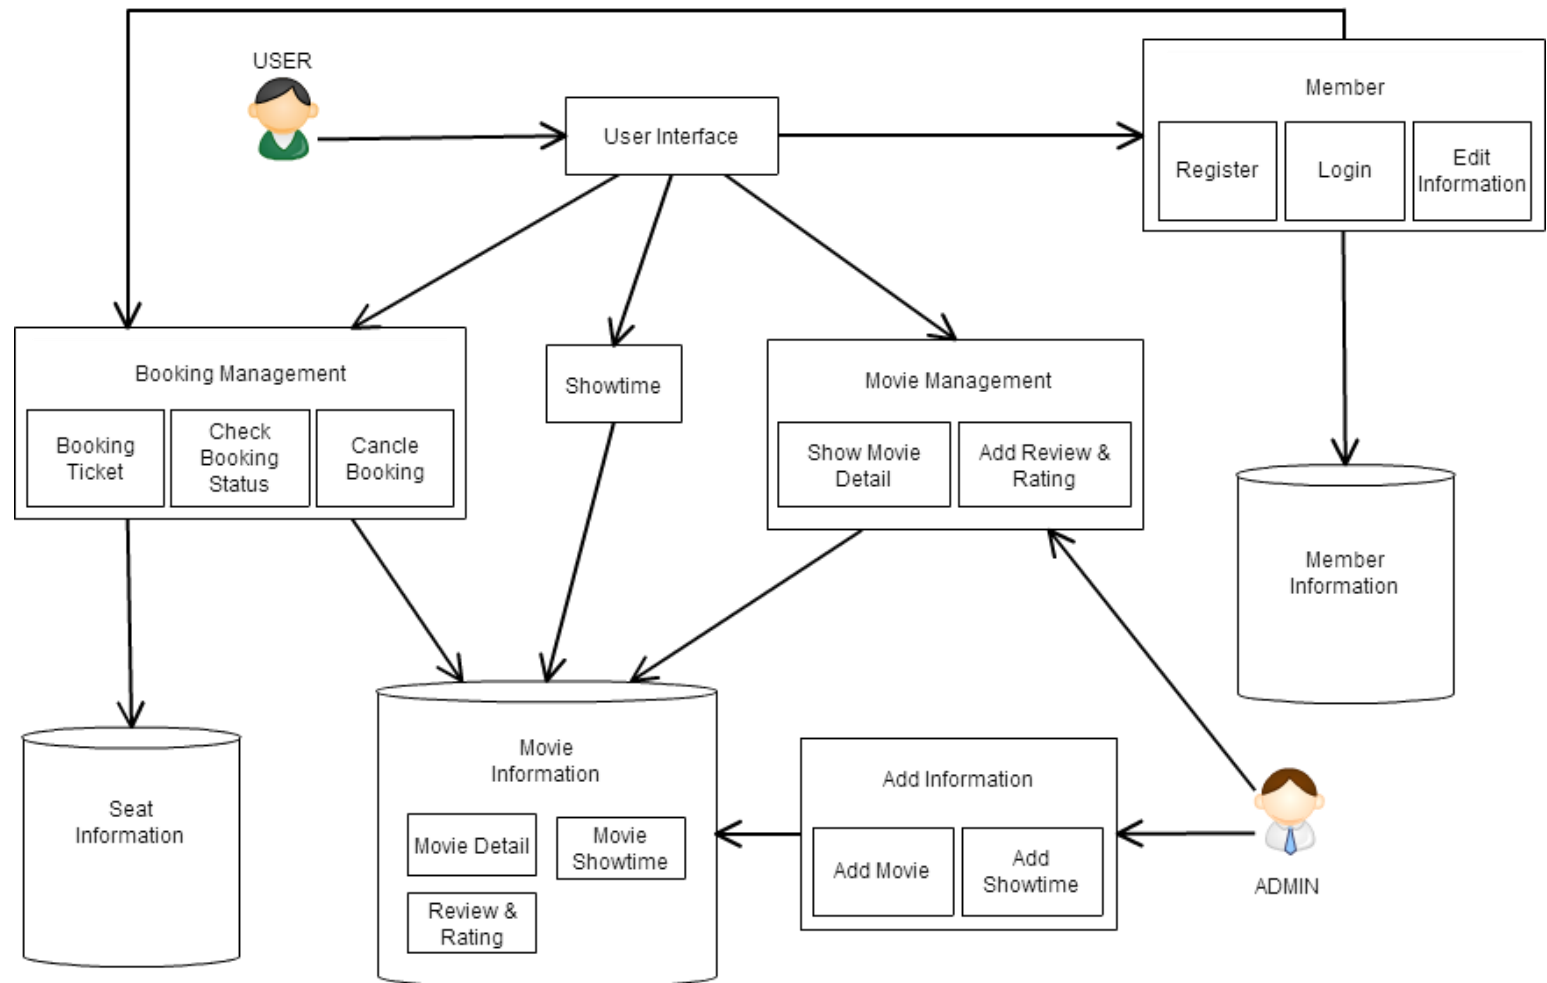 USER
User Interface
Member
Register
Login
Edit
Information
Booking Management
Booking
Ticket
Check
Booking
Status
Cancle
Booking
Showtime
Movie Management
Show Movie
Detail
Add Review &
Rating
Member
Information
Seat
Information
Movie
Information
Movie Detail
Movie
Showtime
Review &
Rating
Add Information
Add Movie
Add
Showtime
ADMIN